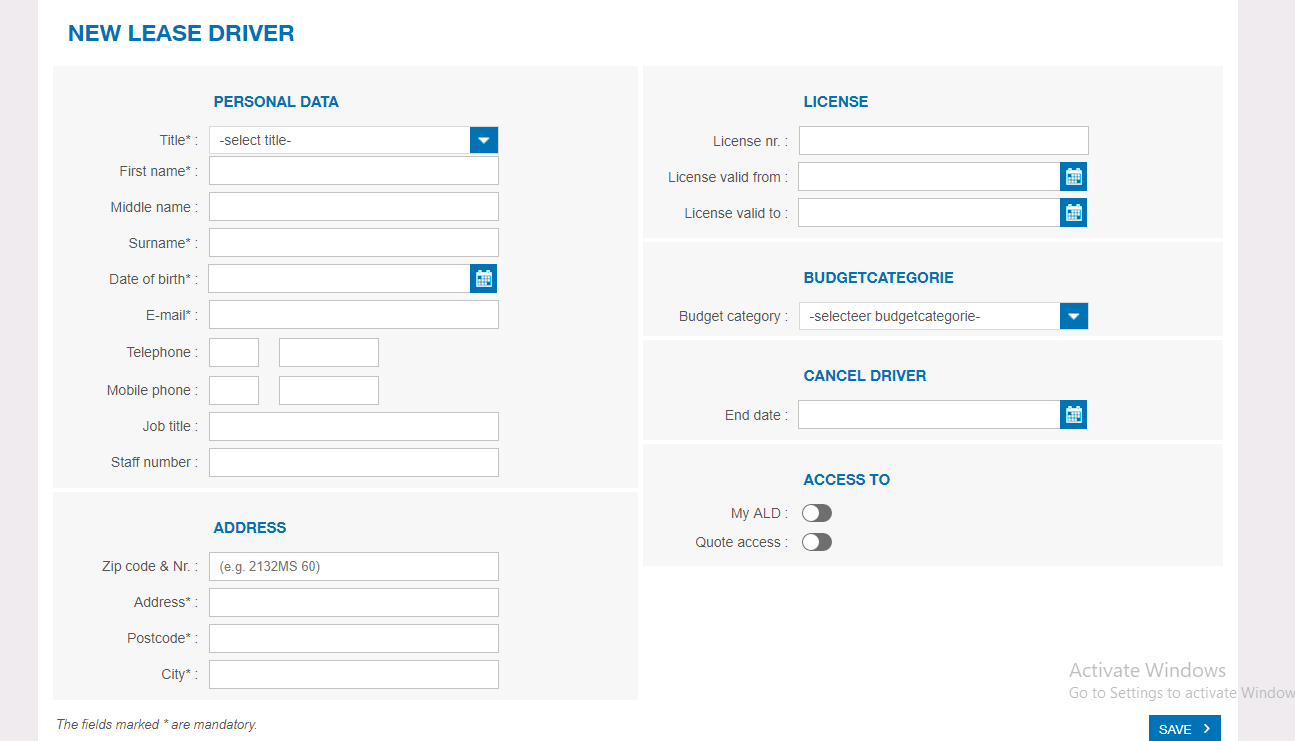 NEW LEASE DRIVER
PERSONAL DATA
Title* : -select title-
First name* :
Middle name :
Surname* :
Date of birth* :
E-mail* :
Telephone :
Mobile phone :
Job title :
Staff number :
ADDRESS
Zip code & Nr. : (e.g. 2132MS 60)
Address* :
Postcode* :
City* :
The fields marked * are mandatory.
LICENSE
License nr. :
License valid from :
License valid to :
BUDGETCATEGORIE
Budget category : -selecteer budgetcategorie-
CANCEL DRIVER
End date :
ACCESS TO
My ALD :
Quote access :
Activate Windows
Go to Settings to activate Window
SAVE